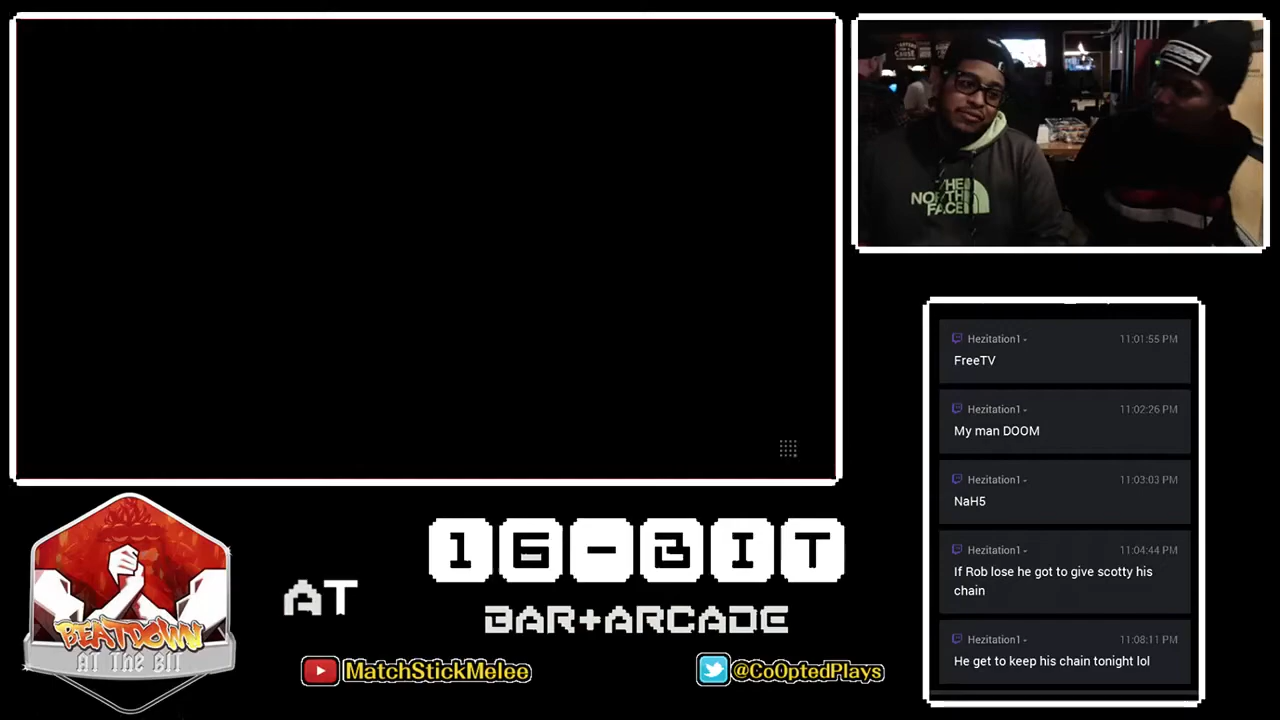 THE
NORTH
FACE
Hezitation1
11:01:55 PM
FreeTV
Hezitation1
11:02:26 PM
My man DOOM
Hezitation1
11:03:03 PM
NaH5
Hezitation1
11:04:44 PM
If Rob lose he got to give scotty his
chain
Hezitation1
11:08:11 PM
He get to keep his chain tonight lol
BEATDOWN
AT THE BIT
AT
16-BIT
BAR+ARCADE
MatchStickMelee
@CoOptedPlays